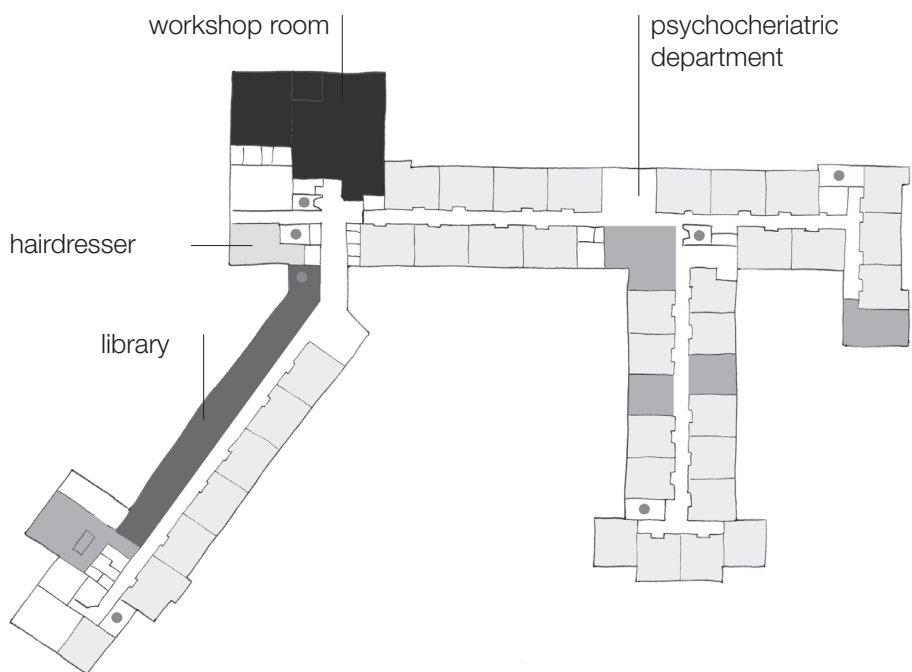 workshop room
psychocheriatric
department
hairdresser
library